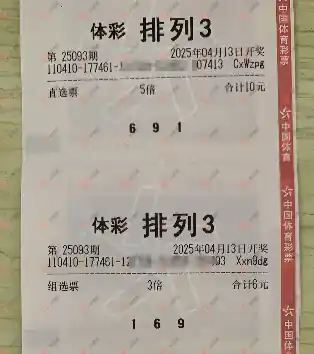 体彩 排列3
第 25093期 2025年04月13日开奖
110410-177461-1 07413 CxWzpg
直选票 5倍 合计10元
6 9 1
体彩 排列3
第 25093期 2025年04月13日开奖
110410-177461-12 93 Xxn9dg
组选票 3倍 合计6元
1 6 9
中国体育彩票
中国体育
中国体育彩票
中国体